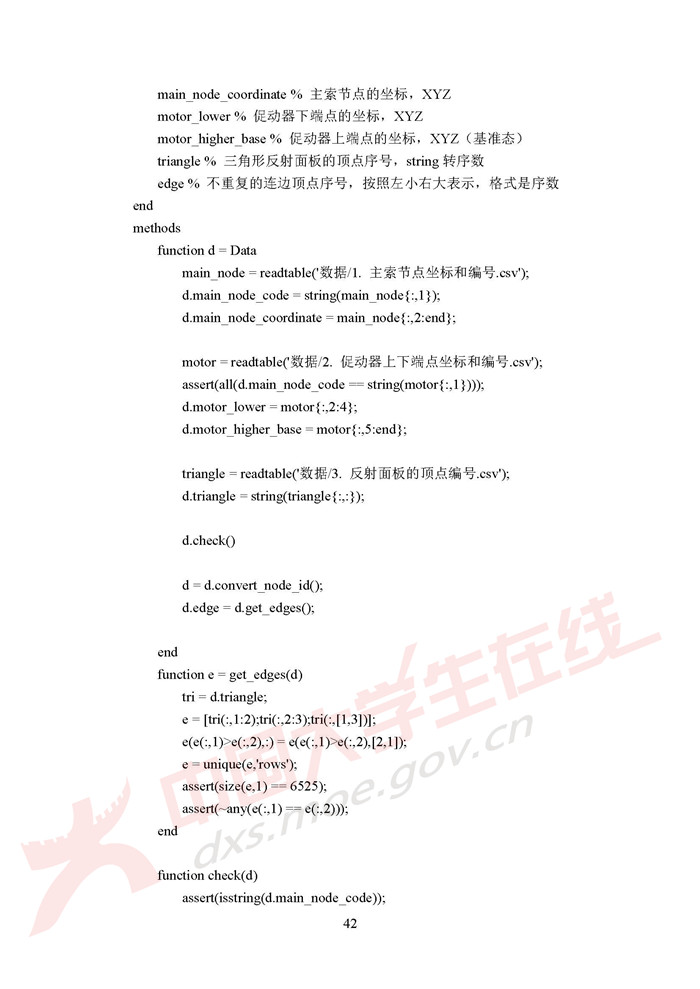 main_node_coordinate % 主索节点的坐标，XYZ
motor_lower % 促动器下端点的坐标，XYZ
motor_higher_base % 促动器上端点的坐标，XYZ（基准态）
triangle % 三角形反射面板的顶点序号，string 转序数
edge % 不重复的连边顶点序号，按照左小右大表示，格式是序数
end
methods
function d = Data
main_node = readtable('数据/1. 主索节点坐标和编号.csv');
d.main_node_code = string(main_node{:,1});
d.main_node_coordinate = main_node{:,2:end};
motor = readtable('数据/2. 促动器上下端点坐标和编号.csv');
assert(all(d.main_node_code == string(motor{:,1})));
d.motor_lower = motor{:,2:4};
d.motor_higher_base = motor{:,5:end};
triangle = readtable('数据/3. 反射面板的顶点编号.csv');
d.triangle = string(triangle{:,:});
d.check()
d = d.convert_node_id();
d.edge = d.get_edges();
end
function e = get_edges(d)
tri = d.triangle;
e = [tri(:,1:2);tri(:,2:3);tri(:,[1,3])];
e(e(:,1)>e(:,2),:) = e(e(:,1)>e(:,2),[2,1]);
e = unique(e,'rows');
assert(size(e,1) == 6525);
assert(~any(e(:,1) == e(:,2)));
end
function check(d)
assert(isstring(d.main_node_code));
42
中国大学生在线
dxs.moe.gov.cn